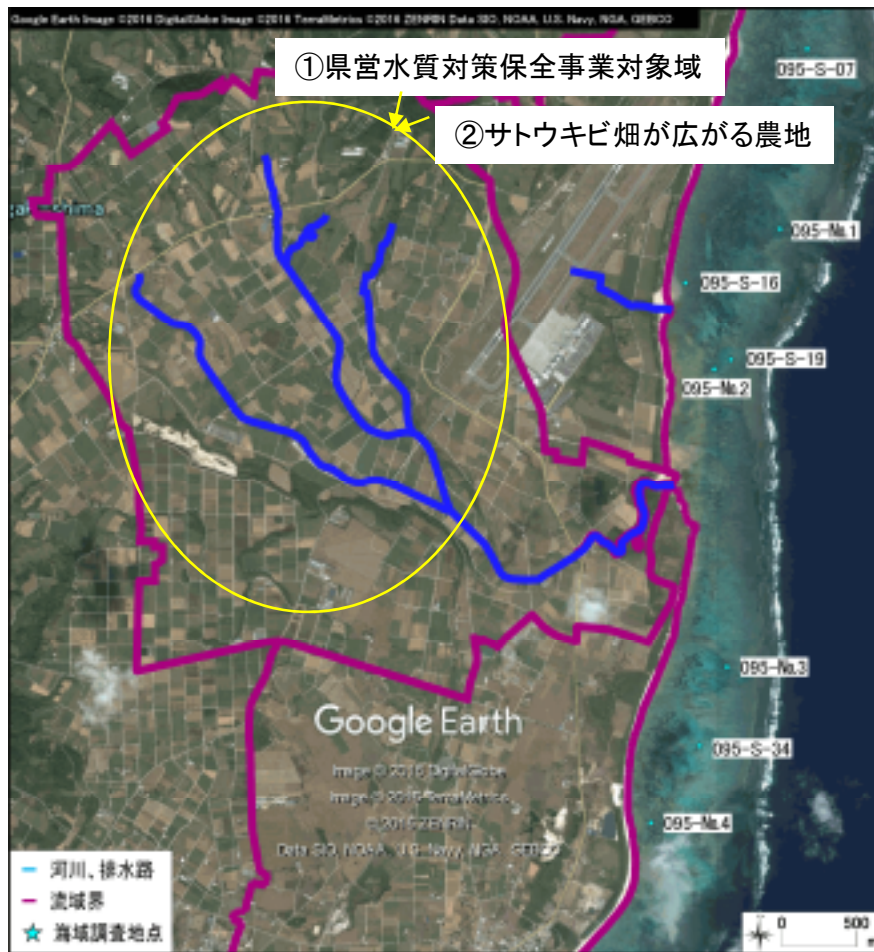 Google Earth Image ©2016 DigitalGlobe Image ©2016 TerraMetrics ©2016 ZENRIN Data SIO, NOAA, U.S. Navy, NGA, GEBCO
①県営水質対策保全事業対象域
095-S-07
②サトウキビ畑が広がる農地
095-No.1
095-S-16
095-S-19
095-No.2
095-No.3
Google Earth
095-S-34
Image © 2016 DigitalGlobe
Image © 2016 TerraMetrics
© 2016 ZENRIN
095-No.4
Data SIO, NOAA, U.S. Navy, NGA, GEBCO
河川、排水路
流域界
海域調査地点
0 500